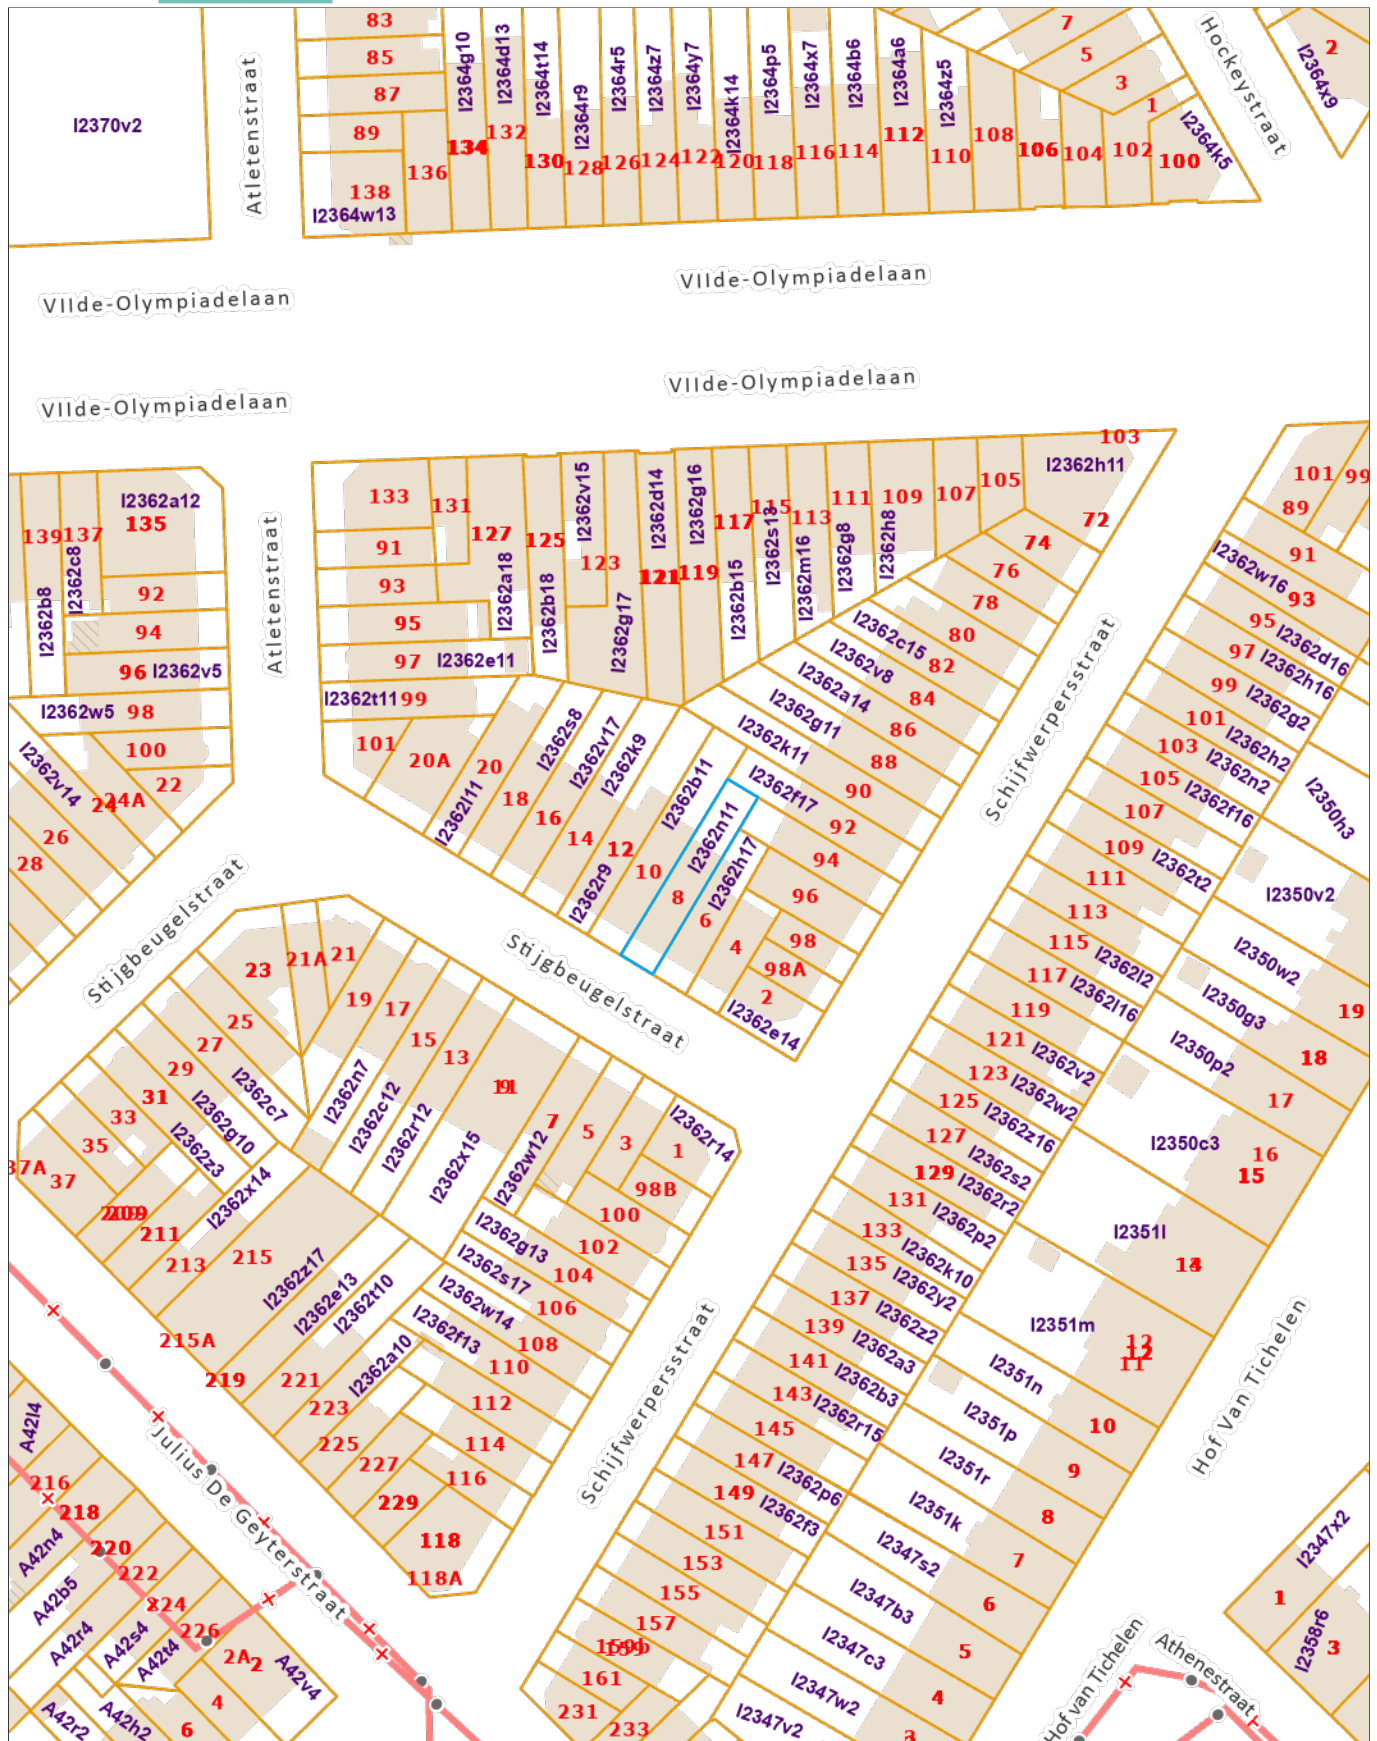 83
85
87
89
136
138
I2364w13
I2370v2
Atletenstraat
I2364g10
134
I2364d13
132
I2364t14
130
I2364r9
128
I2364r5
126
I2364z7
124
I2364y7
122
I2364k14
120
I2364p5
118
I2364x7
116
I2364b6
114
I2364a6
112
I2364z5
110
108
106
104
102
100
7
5
3
1
I2364k5
Hockeystraat
I2364x9
2
VIIde-Olympiadelaan
VIIde-Olympiadelaan
VIIde-Olympiadelaan
VIIde-Olympiadelaan
139
137
I2362b8
I2362c8
I2362a12
135
92
94
96
I2362v5
I2362w5
98
100
22
24A
24
I2362v14
26
28
Atletenstraat
133
131
91
93
95
97
I2362e11
I2362t11
99
101
20A
127
I2362a18
125
I2362b18
I2362v15
123
I2362g17
I2362d14
121
I2362g16
119
117
I2362b15
115
I2362s13
113
I2362m16
111
I2362g8
109
I2362h8
107
105
103
I2362h11
72
74
76
78
80
82
84
86
88
90
92
94
96
98
98A
2
I2362e14
I2362c15
I2362v8
I2362a14
I2362g11
I2362k11
I2362f17
I2362n11
I2362h17
I2362b11
I2362k9
I2362v17
I2362s8
I2362l11
I2362r9
20
18
16
14
12
10
8
6
4
Schijfwerpersstraat
Stijgbeugelstraat
Stijgbeugelstraat
101
99
89
91
I2362w16
93
95
I2362d16
97
I2362h16
99
I2362g2
101
I2362h2
103
I2362n2
105
I2362f16
107
109
I2362t2
111
113
115
I2362l2
117
I2362l16
119
121
I2362v2
123
I2362w2
125
I2362z16
127
I2362s2
129
I2362r2
131
I2362p2
133
I2362k10
135
I2362y2
137
I2362z2
139
I2362a3
141
I2362b3
143
I2362r15
145
147
I2362p6
149
I2362f3
151
153
155
157
159
161
231
233
I2350h3
I2350v2
I2350w2
I2350g3
I2350p2
I2350c3
I2351l
I2351m
I2351n
I2351p
I2351r
I2351k
I2347s2
I2347b3
I2347c3
I2347w2
I2347v2
19
18
17
16
15
14
12
11
10
9
8
7
6
5
4
3
Hof Van Tichelen
Hof van Tichelen
Athenestraat
I2347x2
1
I2358r6
3
23
21A
21
19
17
15
13
11
7
5
3
1
I2362r14
98B
100
102
104
106
108
110
112
114
116
118
118A
25
27
29
31
33
35
37
37A
I2362c7
I2362g10
I2362z3
I2362x14
I2362n7
I2362c12
I2362r12
I2362x15
I2362w12
I2362g13
I2362s17
I2362w14
I2362f13
I2362a10
I2362t10
I2362e13
I2362z17
209
211
213
215
215A
219
221
223
225
227
229
Schijfwerpersstraat
Julius De Geyterstraat
A42l4
216
218
A42n4
220
A42b5
222
A42r4
224
A42s4
226
A42t4
2A
2
A42v4
4
A42h2
6
A42r2